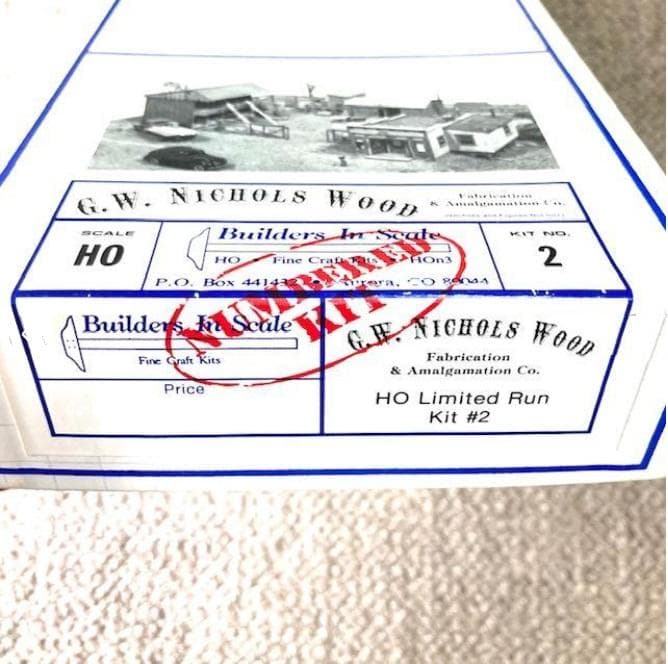 G.W. NICHOLS WOOD
Fabrication
& Amalgamation Co.
SCALE
HO
Builders In Scale
HO • Fine Craft Kits • HOn3
P.O. Box
CO
KIT NO.
2
NUMBERED
KIT
Builders In Scale
Fine Craft Kits
Price
G.W. NICHOLS WOOD
Fabrication
& Amalgamation Co.
HO Limited Run
Kit #2